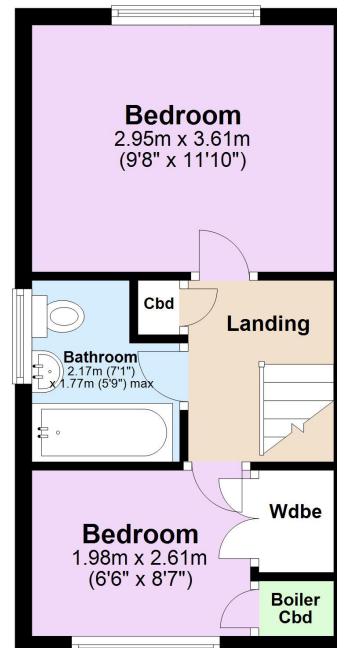 Bedroom
2.95m x 3.61m
(9'8" x 11'10")
Cbd
Landing
Bathroom
2.17m (7'1")
x 1.77m (5'9") max
Bedroom
1.98m x 2.61m
(6'6" x 8'7")
Wdbe
Boiler
Cbd